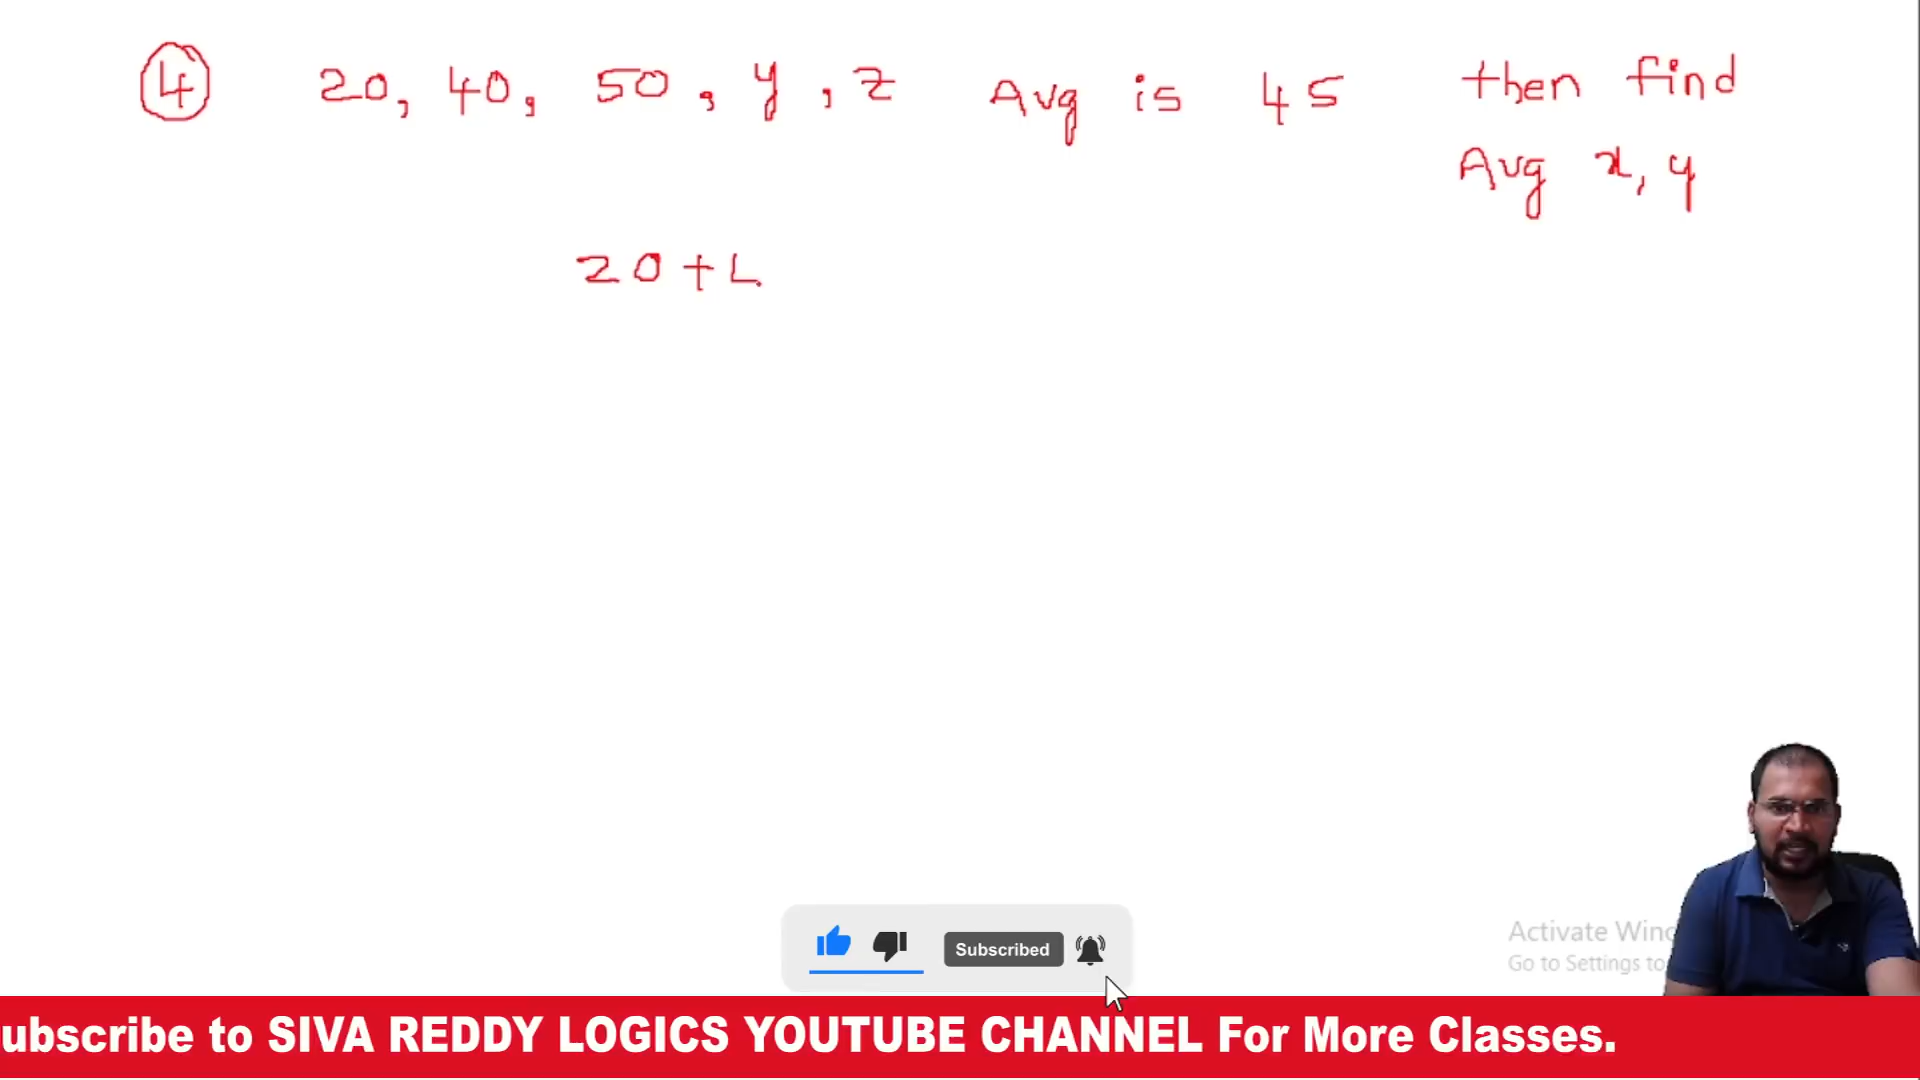 4 20, 40, 50, y, z Avg is 45 then find
Avg x, y
20+L
Subscribed
Activate Wind
Go to Settings to
ubscribe to SIVA REDDY LOGICS YOUTUBE CHANNEL For More Classes.